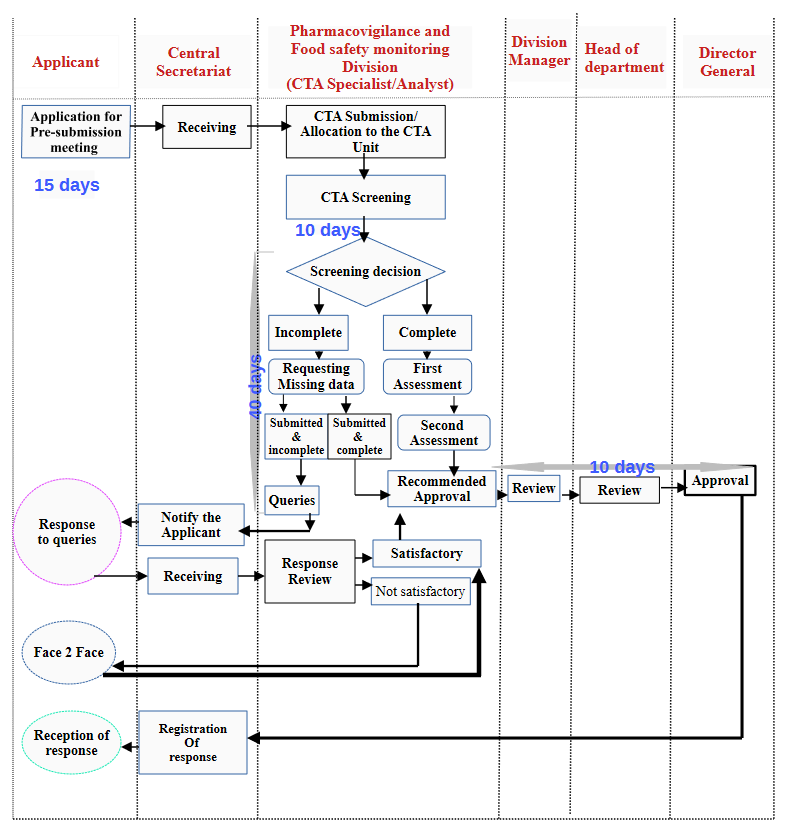 Applicant
Central
Secretariat
Pharmacovigilance and
Food safety monitoring
Division
(CTA Specialist/Analyst)
Division
Manager
Head of
department
Director
General
Application for
Pre-submission
meeting
Receiving
CTA Submission/
Allocation to the CTA
Unit
15 days
CTA Screening
10 days
Screening decision
Incomplete
Complete
40 days
Requesting
Missing data
First
Assessment
Submitted
&
incomplete
Submitted
&
complete
Second
Assessment
10 days
Queries
Recommended
Approval
Review
Review
Approval
Response
to queries
Notify the
Applicant
Receiving
Response
Review
Satisfactory
Not satisfactory
Face 2 Face
Reception of
response
Registration
Of
response